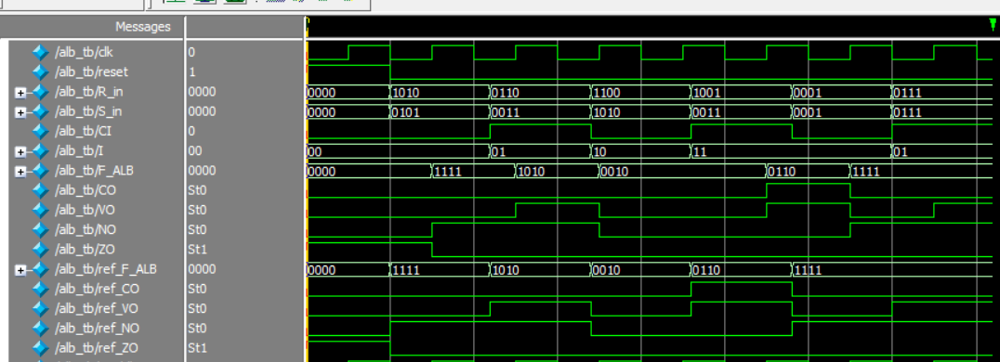 Messages
/alb_tb/clk 0
/alb_tb/reset 1
/alb_tb/R_in 0000 0000 1010 0110 1100 1001 0001 0111
/alb_tb/S_in 0000 0000 0101 0011 1010 0011 0001 0111
/alb_tb/CI 0
/alb_tb/I 00 00 01 10 11 01
/alb_tb/F_ALB 0000 0000 1111 1010 0010 0110 1111
/alb_tb/CO St0
/alb_tb/VO St0
/alb_tb/NO St0
/alb_tb/ZO St1
/alb_tb/ref_F_ALB 0000 0000 1111 1010 0010 0110 1111
/alb_tb/ref_CO St0
/alb_tb/ref_VO St0
/alb_tb/ref_NO St0
/alb_tb/ref_ZO St1